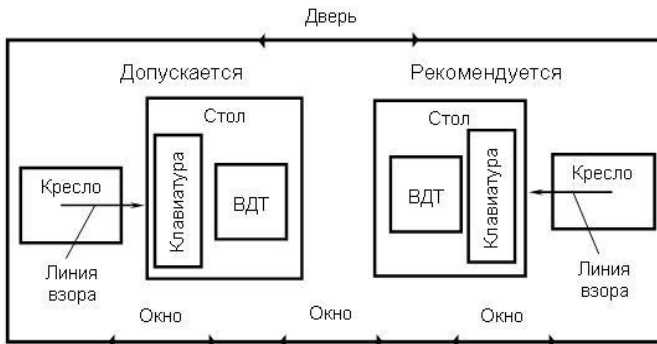 Дверь
Допускается
Рекомендуется
Стол
Стол
Кресло
Клавиатура
ВДТ
ВДТ
Клавиатура
Кресло
Линия
взора
Линия
взора
Окно
Окно
Окно